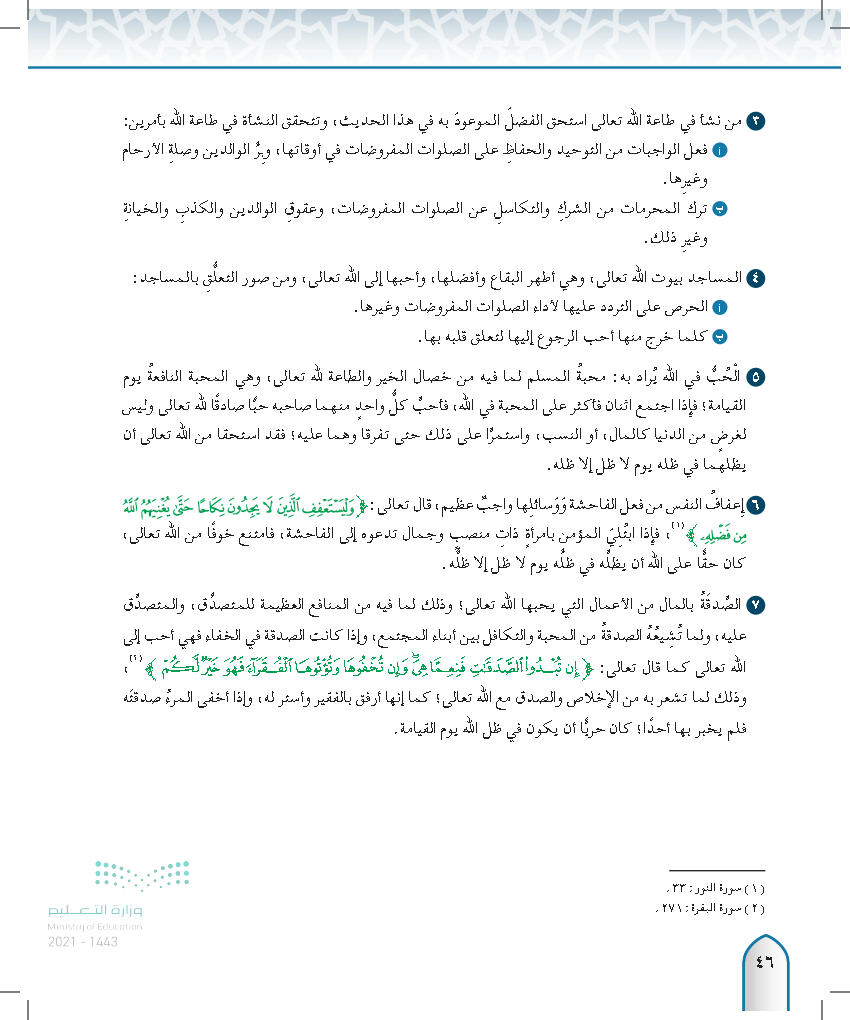 ٣ من نشأ في طاعة الله تعالى استحق الفضلَ الموعودَ به في هذا الحديث، وتتحقق النشأة في طاعة الله بأمرين:
أ فعل الواجبات من التوحيد والحفاظِ على الصلوات المفروضات في أوقاتها، وبِرُّ الوالدين وصلةِ الأرحام
وغيرِها.
ب ترك المحرمات من الشركِ والتكاسلِ عن الصلوات المفروضات، وعقوقِ الوالدين والكذبِ والخيانةِ
وغيرِ ذلك.
٤ المساجد بيوت الله تعالى، وهي أطهر البقاع وأفضلها، وأحبها إلى الله تعالى، ومن صور التعلُّقِ بالمساجد:
أ الحرص على التردد عليها لأداء الصلوات المفروضات وغيرها.
ب كلما خرج منها أحب الرجوع إليها لتعلق قلبه بها.
٥ الْحُبُّ في الله يُراد به: محبةُ المسلم لما فيه من خصال الخير والطاعة لله تعالى، وهي المحبة النافعةُ يوم
القيامة؛ فإذا اجتمع اثنان فأكثر على المحبة في الله، فأحبَّ كلُّ واحدٍ منهما صاحبه حبًّا صادقًا لله تعالى وليس
لغرضٍ من الدنيا كالمال، أو النسب، واستمرَّا على ذلك حتى تفرقا وهما عليه؛ فقد استحقا من الله تعالى أن
يظلهما في ظله يوم لا ظل إلا ظله.
٦ إعفافُ النفس من فعل الفاحشة وَوَسائلها واجبٌ عظيم، قال تعالى: ﴿وَلْيَسْتَعْفِفِ ٱلَّذِينَ لَا يَجِدُونَ نِكَاحًا حَتَّىٰ يُغْنِيَهُمُ ٱللَّهُ
مِن فَضْلِهِۦ﴾(١)، فإذا ابتُلِيَ المؤمن بامرأةٍ ذاتِ منصبٍ وجمال تدعوه إلى الفاحشة، فامتنع خوفًا من الله تعالى،
كان حقًّا على الله أن يظلَّه في ظلِّه يوم لا ظل إلا ظلُّه.
٧ الصَّدقَةُ بالمال من الأعمال التي يحبها الله تعالى؛ وذلك لما فيه من المنافع العظيمة للمتصدِّق، والمتصدَّق
عليه، ولما تُشِيعُهُ الصدقةُ من المحبة والتكافل بين أبناء المجتمع، وإذا كانت الصدقة في الخفاء فهي أحب إلى
الله تعالى كما قال تعالى: ﴿إِن تُبْدُوا۟ ٱلصَّدَقَـٰتِ فَنِعِمَّا هِىَ ۖ وَإِن تُخْفُوهَا وَتُؤْتُوهَا ٱلْفُقَرَآءَ فَهُوَ خَيْرٌ لَّكُمْ﴾(٢)،
وذلك لما تشعر به من الإخلاص والصدق مع الله تعالى؛ كما إنها أرفق بالفقير وأستر له، وإذا أخفى المرءُ صدقتَه
فلم يخبر بها أحدًا؛ كان حريًّا أن يكون في ظل الله يوم القيامة.
(١) سورة النور: ٣٣.
(٢) سورة البقرة: ٢٧١.
وزارة التعليم
Ministry of Education
2021 - 1443
٤٦